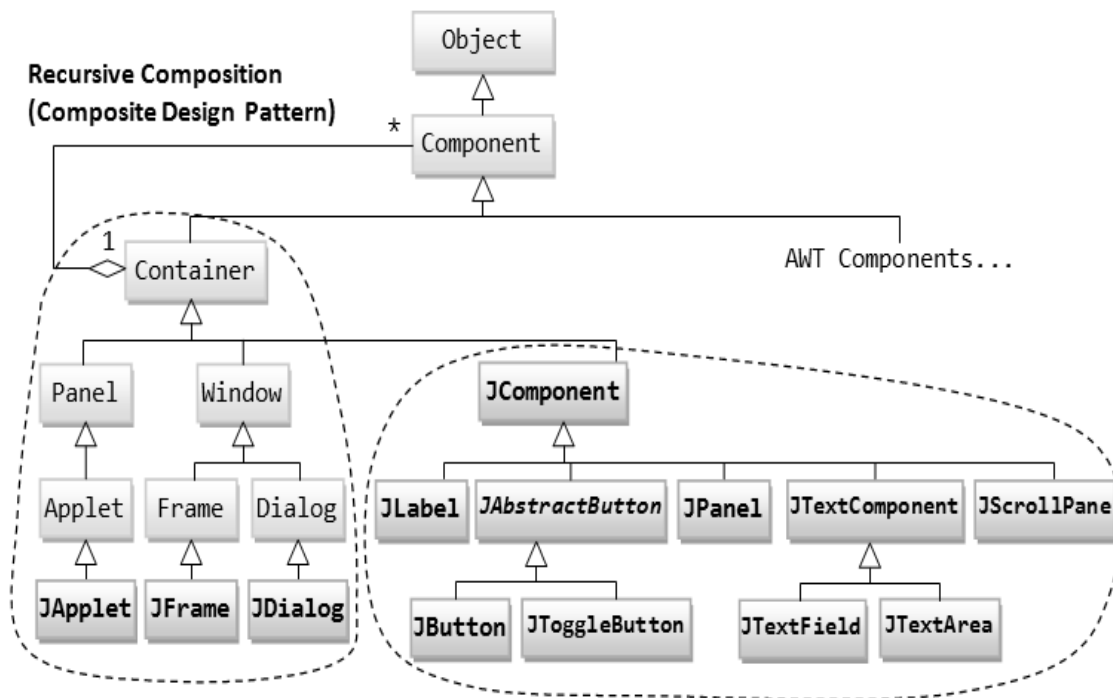 Object
Recursive Composition
(Composite Design Pattern)
*
Component
1
Container
AWT Components...
Panel
Window
JComponent
Applet
Frame
Dialog
JLabel
JAbstractButton
JPanel
JTextComponent
JScrollPane
JApplet
JFrame
JDialog
JButton
JToggleButton
JTextField
JTextArea